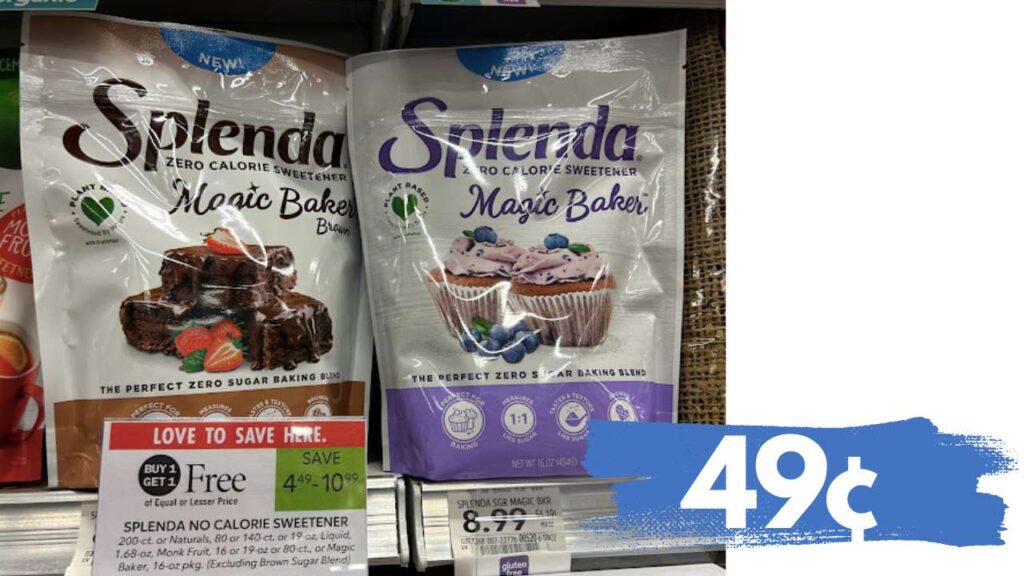 NEW!
Splenda
ZERO CALORIE SWEETENER
Magic Baker
Brown
PLANT BASED
THE PERFECT ZERO SUGAR BAKING BLEND
PERFECT FOR
MEASURES
TASTES & TEXTURE
LOVE TO SAVE HERE.
BUY 1
GET 1
Free
of Equal or Lesser Price
SAVE
4.49-10.99
SPLENDA NO CALORIE SWEETENER
200-ct. or Naturals, 80 or 140-ct. or 19 oz, Liquid,
1.68-oz, Monk Fruit, 16 or 19-oz or 80-ct., or Magic
Baker, 16-oz pkg. (Excluding Brown Sugar Blend)
NEW!
Splenda
ZERO CALORIE SWEETENER
Magic Baker
PLANT BASED
THE PERFECT ZERO SUGAR BAKING BLEND
PERFECT FOR
BAKING
MEASURES
1:1
LIKE SUGAR
TASTES & TEXTURE
LIKE SUGAR
NET WT 16 OZ (454g)
SPLENDA SGR MAGIC BKR
8.99
gluten
free
49¢